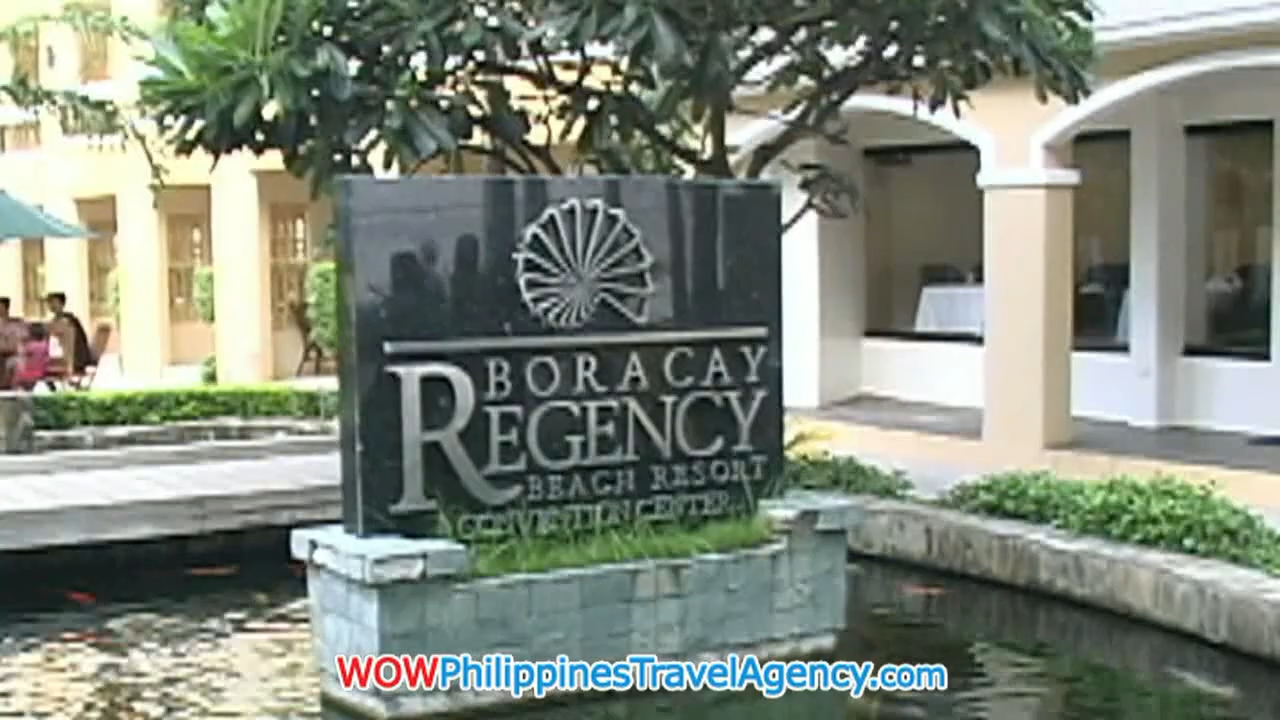 BORACAY
REGENCY
BEACH RESORT
CONVENTION CENTER
WOWPhilippinesTravelAgency.com